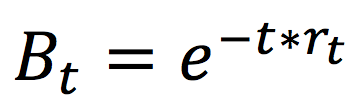 B_t = e^{-t*r_t}